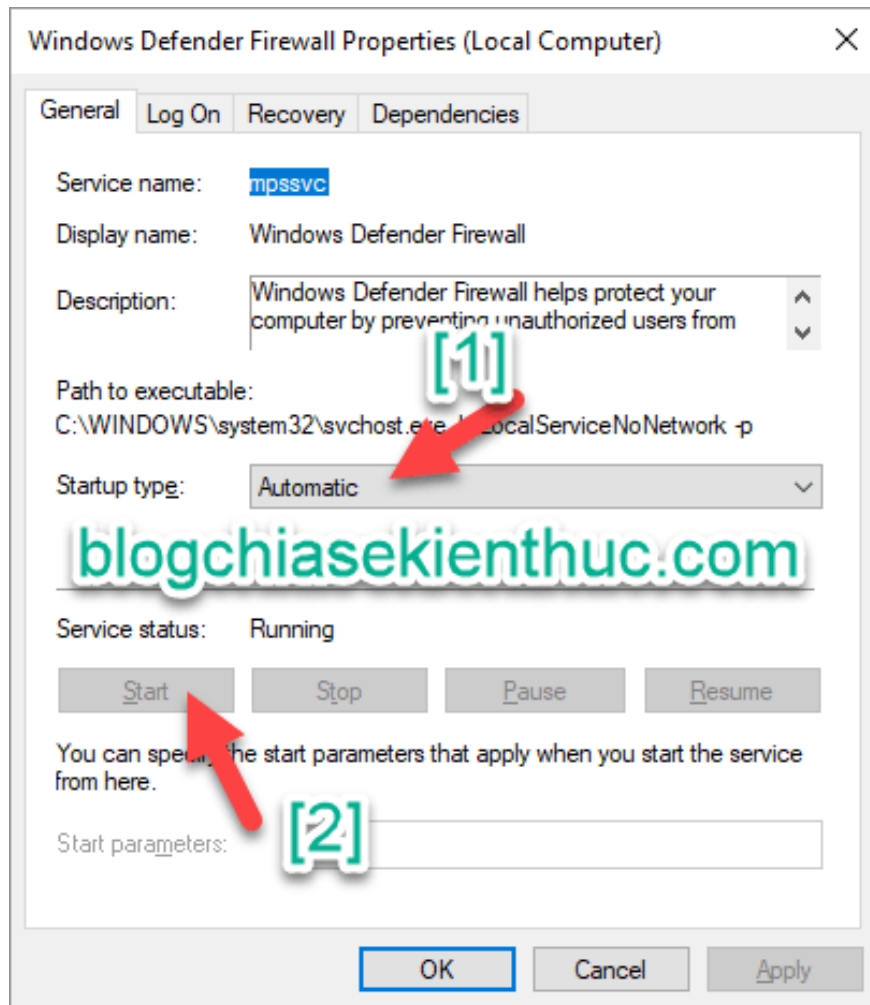 Windows Defender Firewall Properties (Local Computer)
General Log On Recovery Dependencies
Service name: mpssvc
Display name: Windows Defender Firewall
Description: Windows Defender Firewall helps protect your
computer by preventing unauthorized users from
[1]
Path to executable:
C:\WINDOWS\system32\svchost.exe LocalServiceNoNetwork -p
Startup type: Automatic
blogchiasekienthuc.com
Service status: Running
Start Stop Pause Resume
You can specify the start parameters that apply when you start the service
from here.
[2]
Start parameters:
OK Cancel Apply